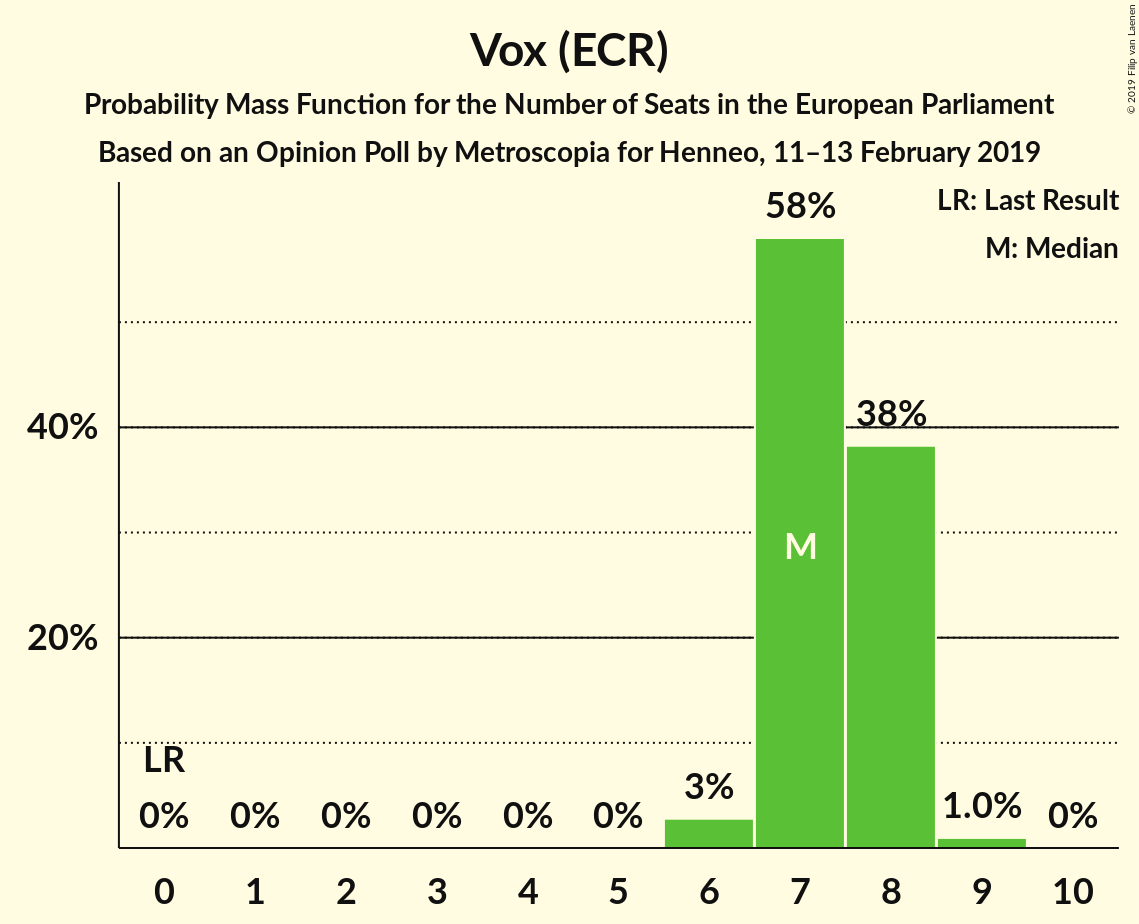 Vox (ECR)
Probability Mass Function for the Number of Seats in the European Parliament
Based on an Opinion Poll by Metroscopia for Henneo, 11–13 February 2019
© 2019 Filip van Laenen
LR: Last Result
M: Median
58%
40%
38%
M
20%
LR
0% 0% 0% 0% 0% 0% 3% 1.0% 0%
0 1 2 3 4 5 6 7 8 9 10